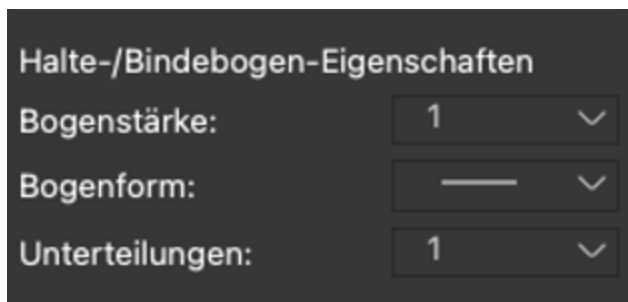 Halte-/Bindebogen-Eigenschaften
Bogenstärke: 1
Bogenform:
Unterteilungen: 1